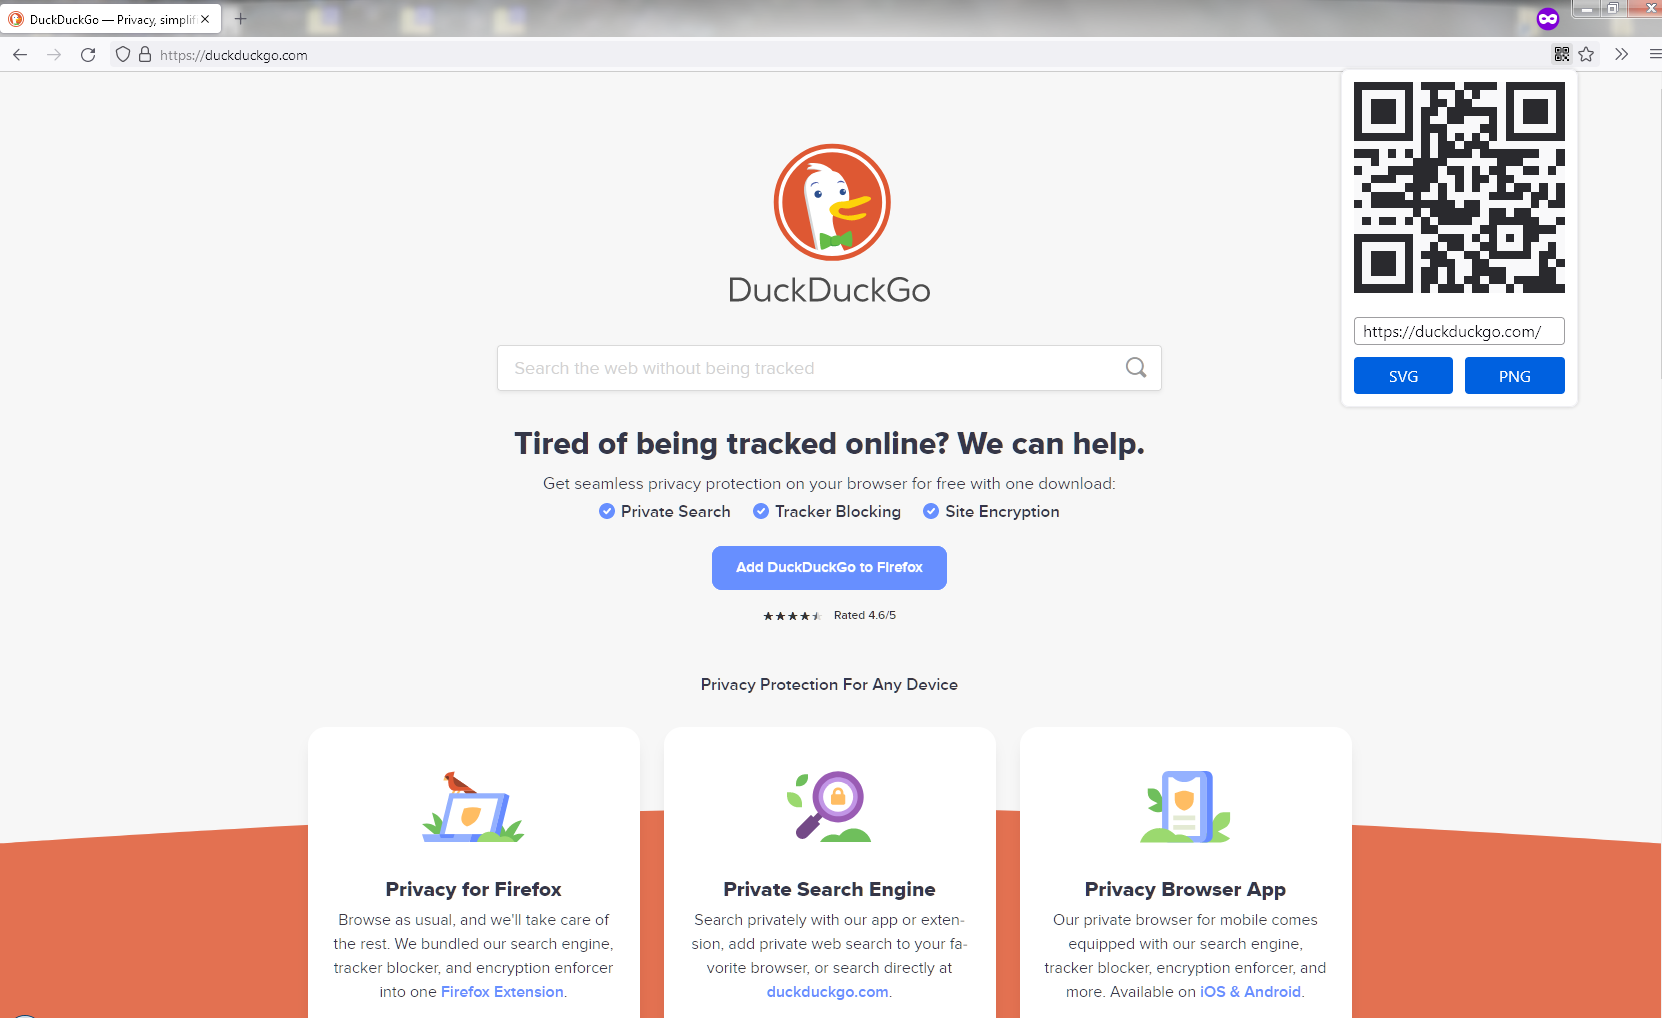 DuckDuckGo — Privacy, simplifi
https://duckduckgo.com
https://duckduckgo.com/
SVG PNG
DuckDuckGo
Search the web without being tracked
Tired of being tracked online? We can help.
Get seamless privacy protection on your browser for free with one download:
Private Search Tracker Blocking Site Encryption
Add DuckDuckGo to Firefox
Rated 4.6/5
Privacy Protection For Any Device
Privacy for Firefox
Browse as usual, and we'll take care of
the rest. We bundled our search engine,
tracker blocker, and encryption enforcer
into one Firefox Extension.
Private Search Engine
Search privately with our app or exten-
sion, add private web search to your fa-
vorite browser, or search directly at
duckduckgo.com.
Privacy Browser App
Our private browser for mobile comes
equipped with our search engine,
tracker blocker, encryption enforcer, and
more. Available on iOS & Android.